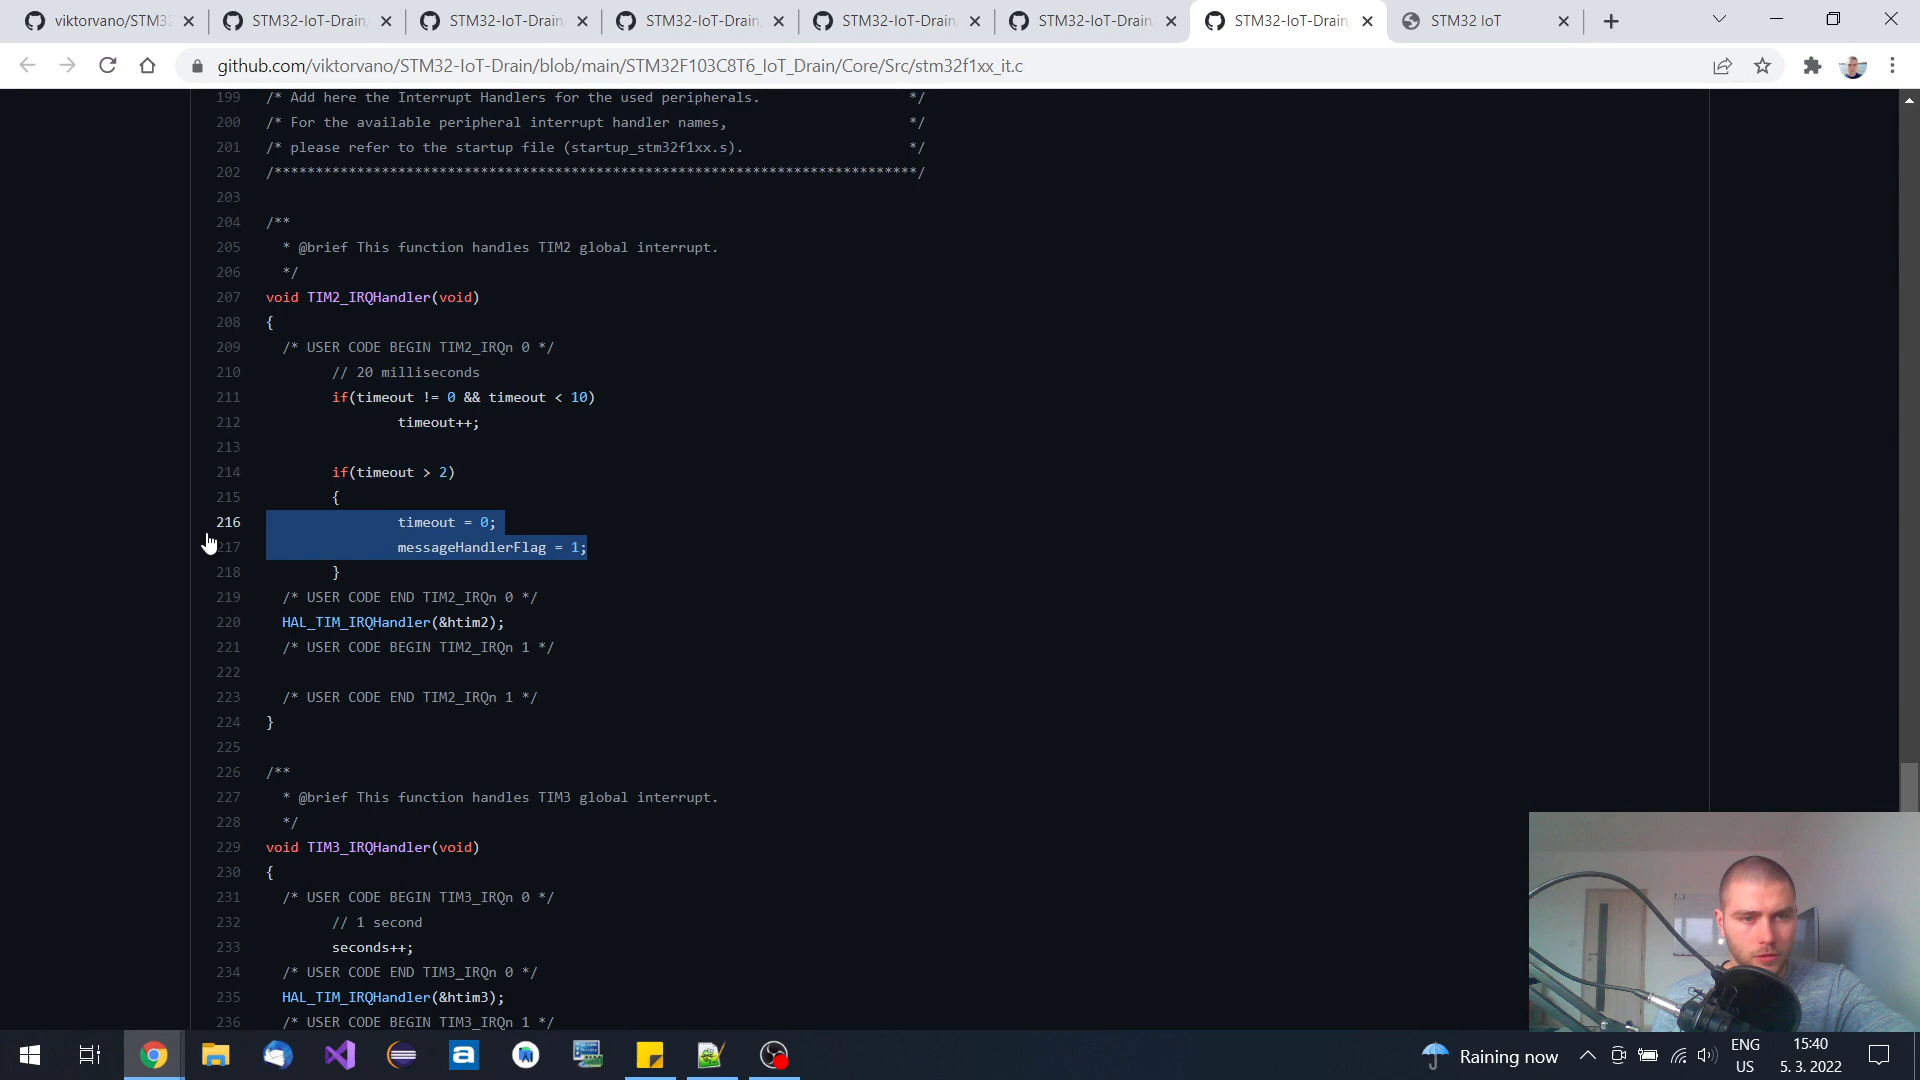 viktorvano/STM32
STM32-IoT-Drain
STM32-IoT-Drain
STM32-IoT-Drain
STM32-IoT-Drain
STM32-IoT-Drain
STM32-IoT-Drain
STM32 IoT
github.com/viktorvano/STM32-IoT-Drain/blob/main/STM32F103C8T6_IoT_Drain/Core/Src/stm32f1xx_it.c
199 /* Add here the Interrupt Handlers for the used peripherals. */
200 /* For the available peripheral interrupt handler names, */
201 /* please refer to the startup file (startup_stm32f1xx.s). */
202 /******************************************************************************/
203
204 /**
205 * @brief This function handles TIM2 global interrupt.
206 */
207 void TIM2_IRQHandler(void)
208 {
209 /* USER CODE BEGIN TIM2_IRQn 0 */
210 // 20 milliseconds
211 if(timeout != 0 && timeout < 10)
212 timeout++;
213
214 if(timeout > 2)
215 {
216 timeout = 0;
217 messageHandlerFlag = 1;
218 }
219 /* USER CODE END TIM2_IRQn 0 */
220 HAL_TIM_IRQHandler(&htim2);
221 /* USER CODE BEGIN TIM2_IRQn 1 */
222
223 /* USER CODE END TIM2_IRQn 1 */
224 }
225
226 /**
227 * @brief This function handles TIM3 global interrupt.
228 */
229 void TIM3_IRQHandler(void)
230 {
231 /* USER CODE BEGIN TIM3_IRQn 0 */
232 // 1 second
233 seconds++;
234 /* USER CODE END TIM3_IRQn 0 */
235 HAL_TIM_IRQHandler(&htim3);
236 /* USER CODE BEGIN TIM3_IRQn 1 */
Raining now
ENG
US
15:40
5. 3. 2022